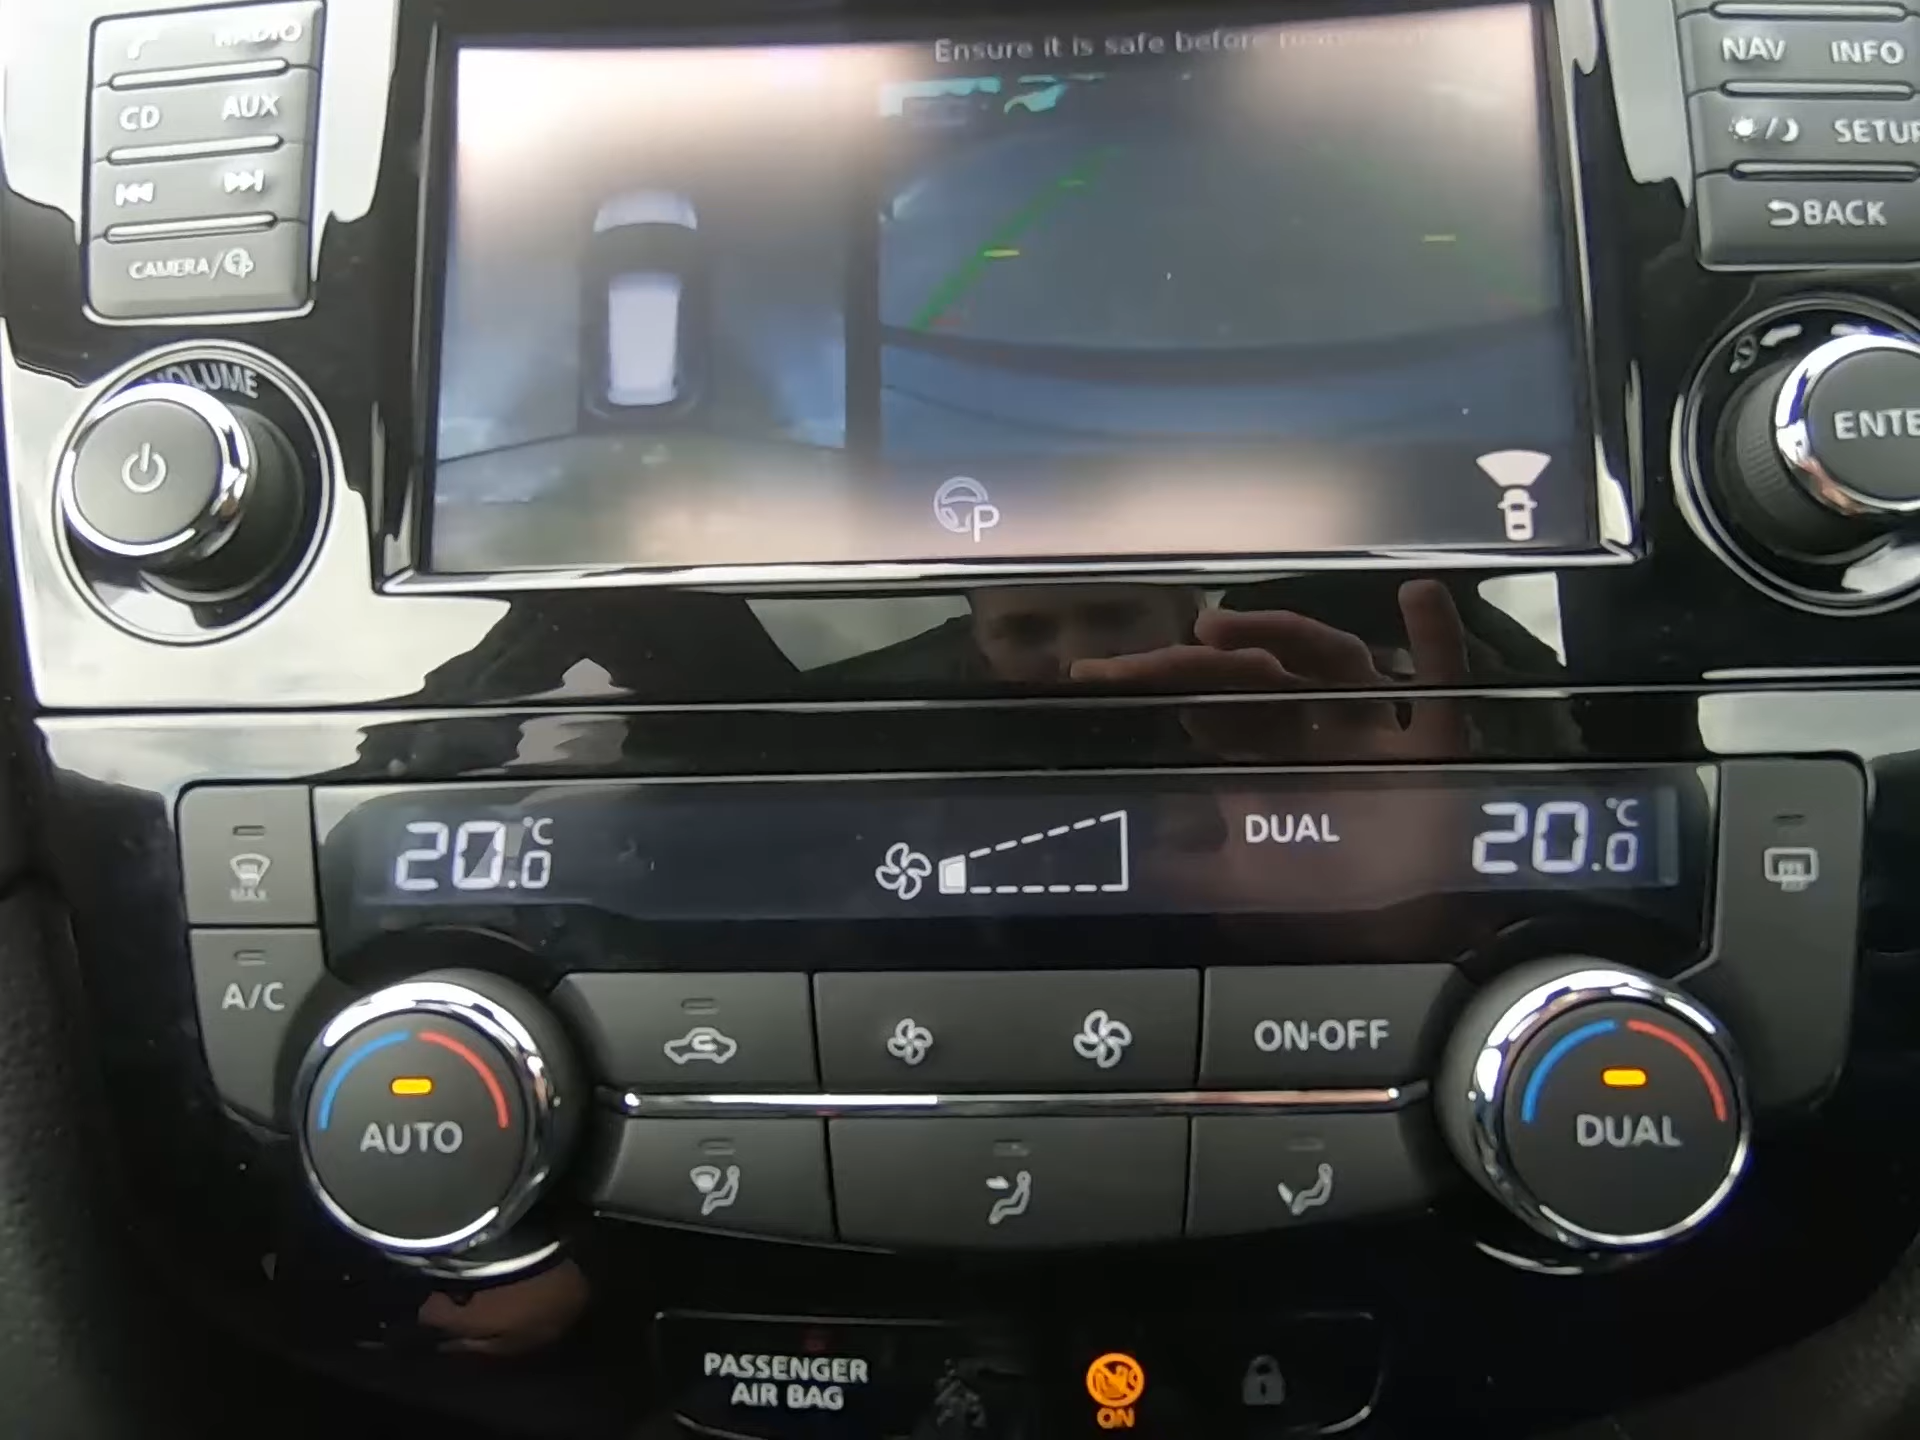 RADIO
CD AUX
CAMERA/
VOLUME
Ensure it is safe before
P
NAV INFO
SETUP
BACK
ENTE
MAX
20.0 °C
DUAL
20.0 °C
A/C
ON·OFF
AUTO
DUAL
PASSENGER
AIR BAG
ON